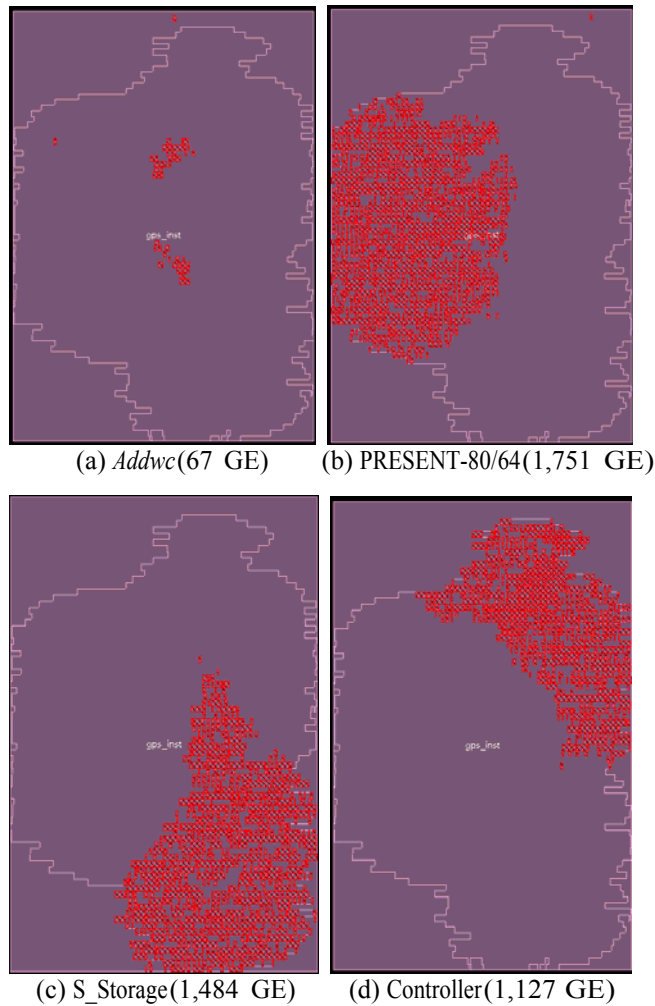 gps_inst
gps_inst
(a) Addwc(67 GE)
(b) PRESENT-80/64(1,751 GE)
gps_inst
gps_inst
(c) S_Storage(1,484 GE)
(d) Controller(1,127 GE)